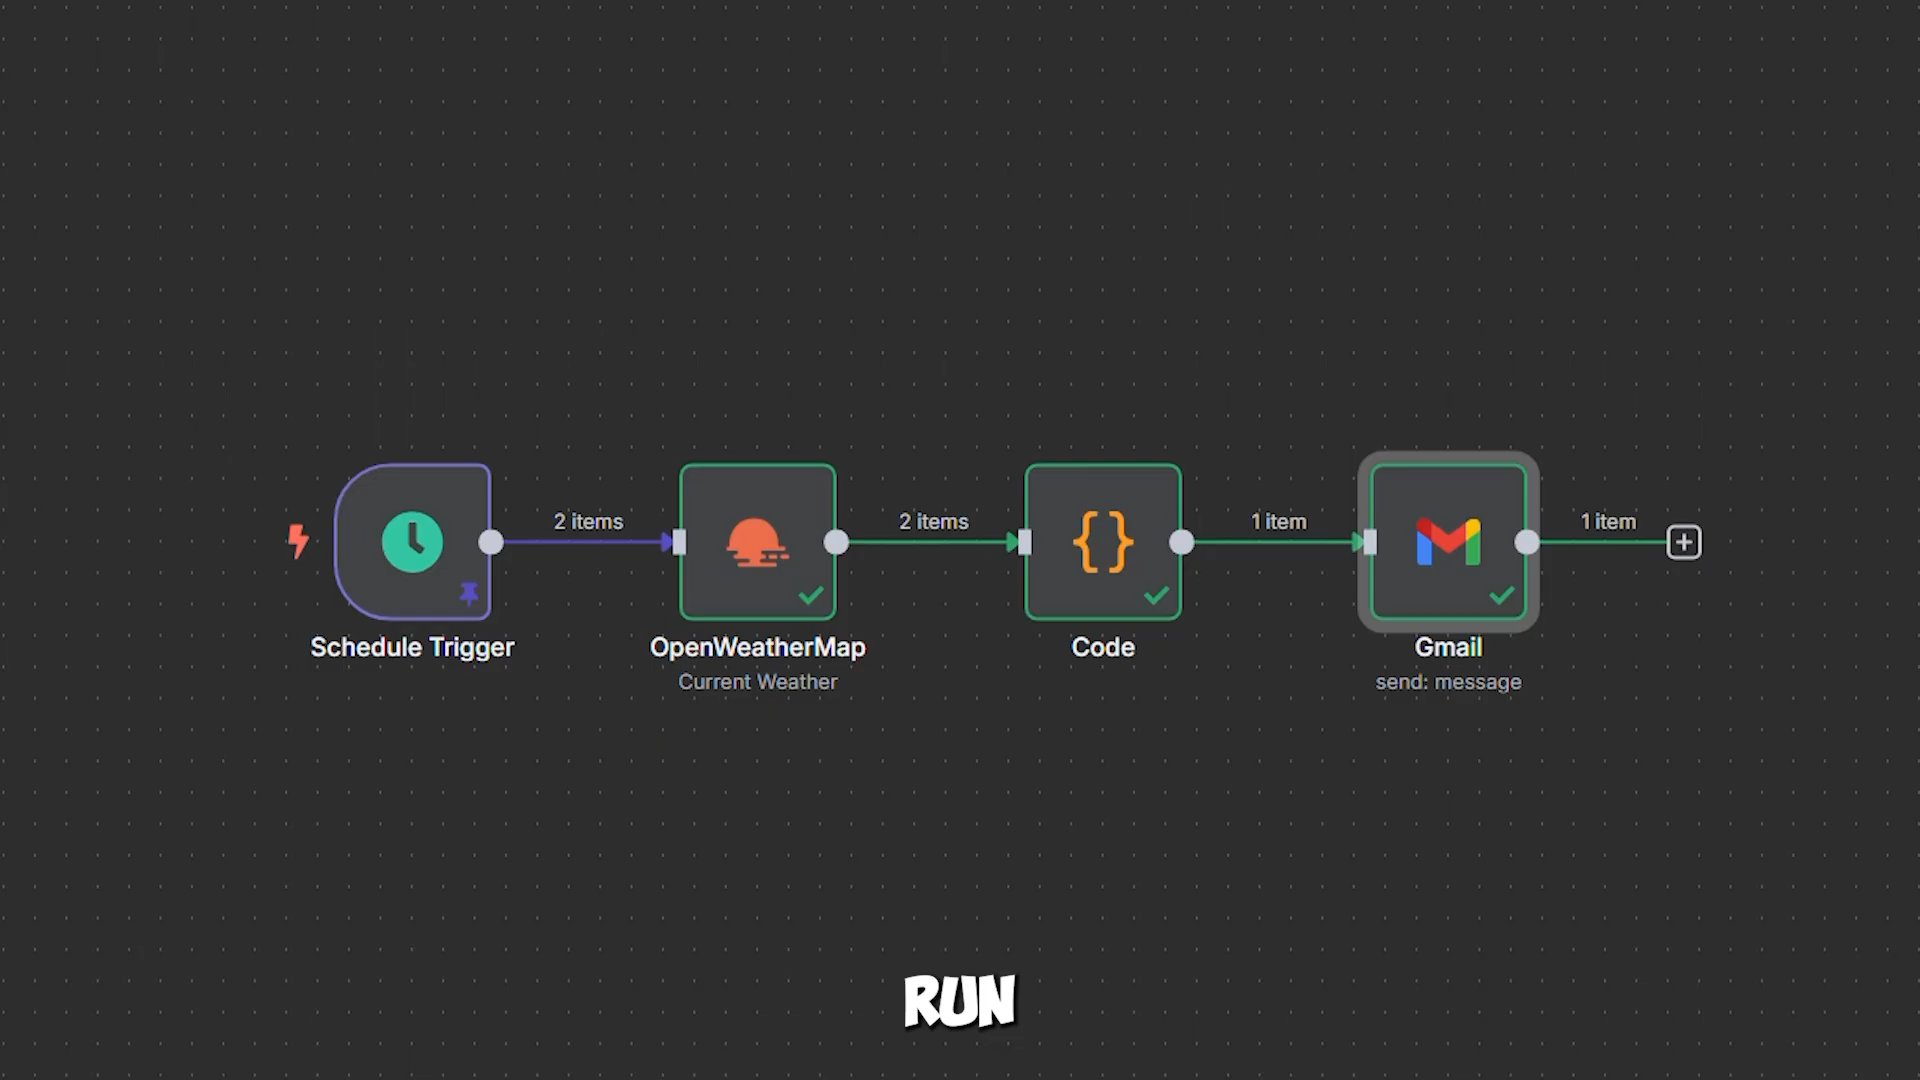 2 items
2 items
1 item
1 item
Schedule Trigger
OpenWeatherMap
Current Weather
Code
Gmail
send: message
RUN